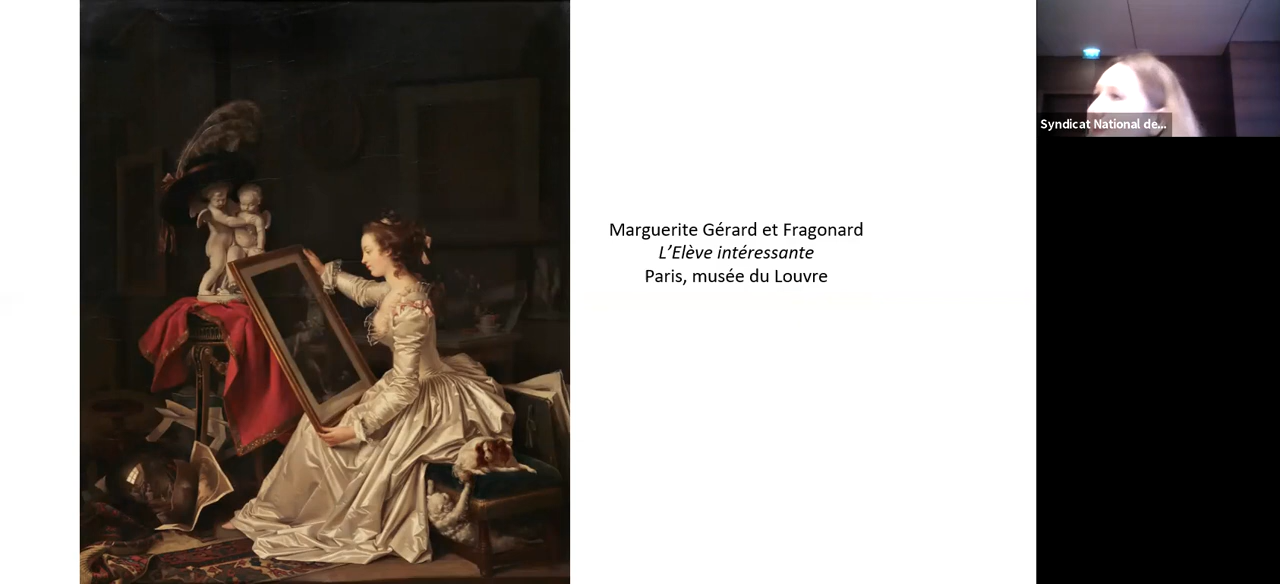 Marguerite Gérard et Fragonard
L'Elève intéressante
Paris, musée du Louvre
Syndicat National de...